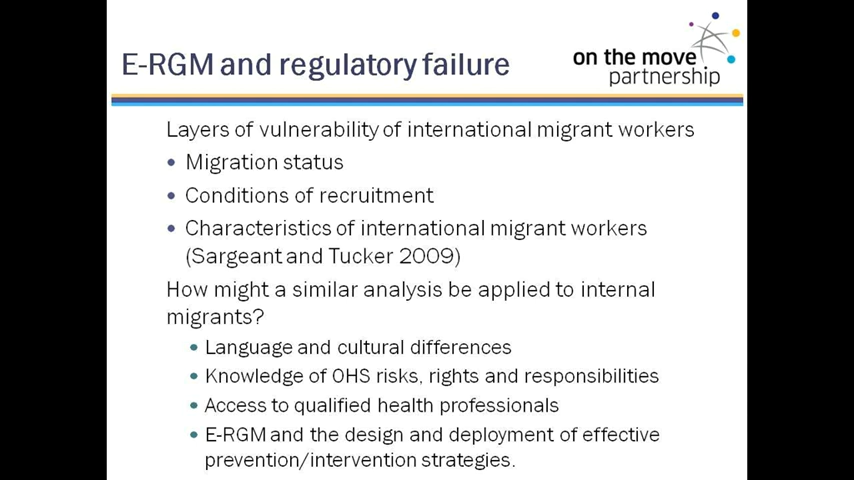 E-RGM and regulatory failure
on the move
partnership
Layers of vulnerability of international migrant workers
• Migration status
• Conditions of recruitment
• Characteristics of international migrant workers
(Sargeant and Tucker 2009)
How might a similar analysis be applied to internal
migrants?
• Language and cultural differences
• Knowledge of OHS risks, rights and responsibilities
• Access to qualified health professionals
• E-RGM and the design and deployment of effective
prevention/intervention strategies.